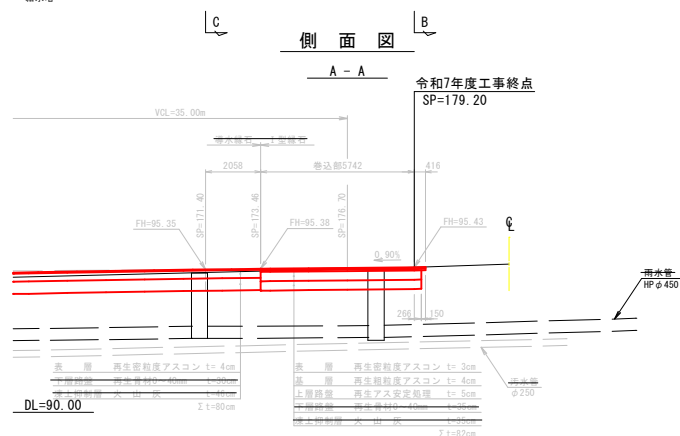 C
B
側 面 図
A - A
令和7年度工事終点
SP=179.20
VCL=35.00m
導水縁石 Ⅰ型縁石
2058 巻込部5742 416
SP=171.40
SP=173.46
SP=176.70
FH=95.35
FH=95.38
FH=95.43
0.90%
雨水管
HPφ450
266 150
表 層 再生密粒度アスコン t= 4cm
下層路盤 再生骨材0-40mm t=30cm
凍上抑制層 火 山 灰 t=46cm
Σt=80cm
表 層 再生密粒度アスコン t= 3cm
基 層 再生粗粒度アスコン t= 4cm
上層路盤 再生アス安定処理 t= 5cm
下層路盤 再生骨材0-40mm t=35cm
凍上抑制層 火 山 灰 t=35cm
Σt=82cm
汚水管
φ250
DL=90.00